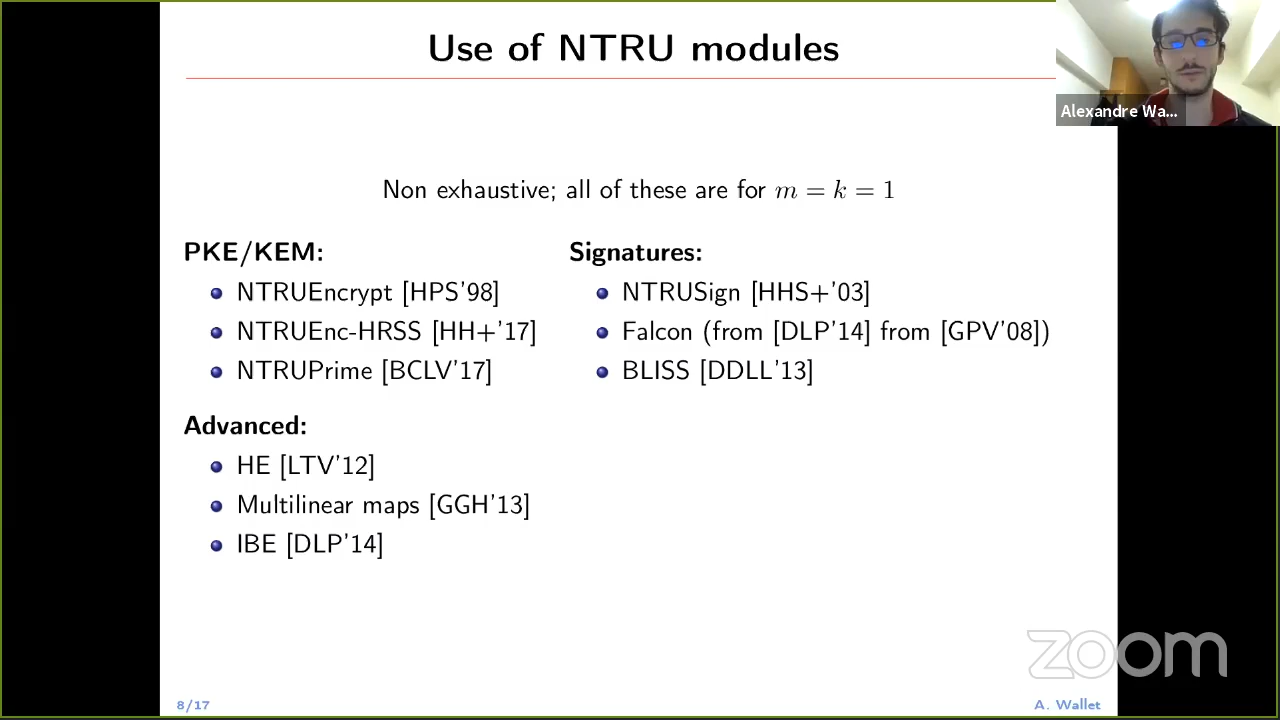 Use of NTRU modules
Alexandre Wa...
Non exhaustive; all of these are for m = k = 1
PKE/KEM:
NTRUEncrypt [HPS'98]
NTRUEnc-HRSS [HH+'17]
NTRUPrime [BCLV'17]
Signatures:
NTRUSign [HHS+'03]
Falcon (from [DLP'14] from [GPV'08])
BLISS [DDLL'13]
Advanced:
HE [LTV'12]
Multilinear maps [GGH'13]
IBE [DLP'14]
zoom
8/17
A. Wallet